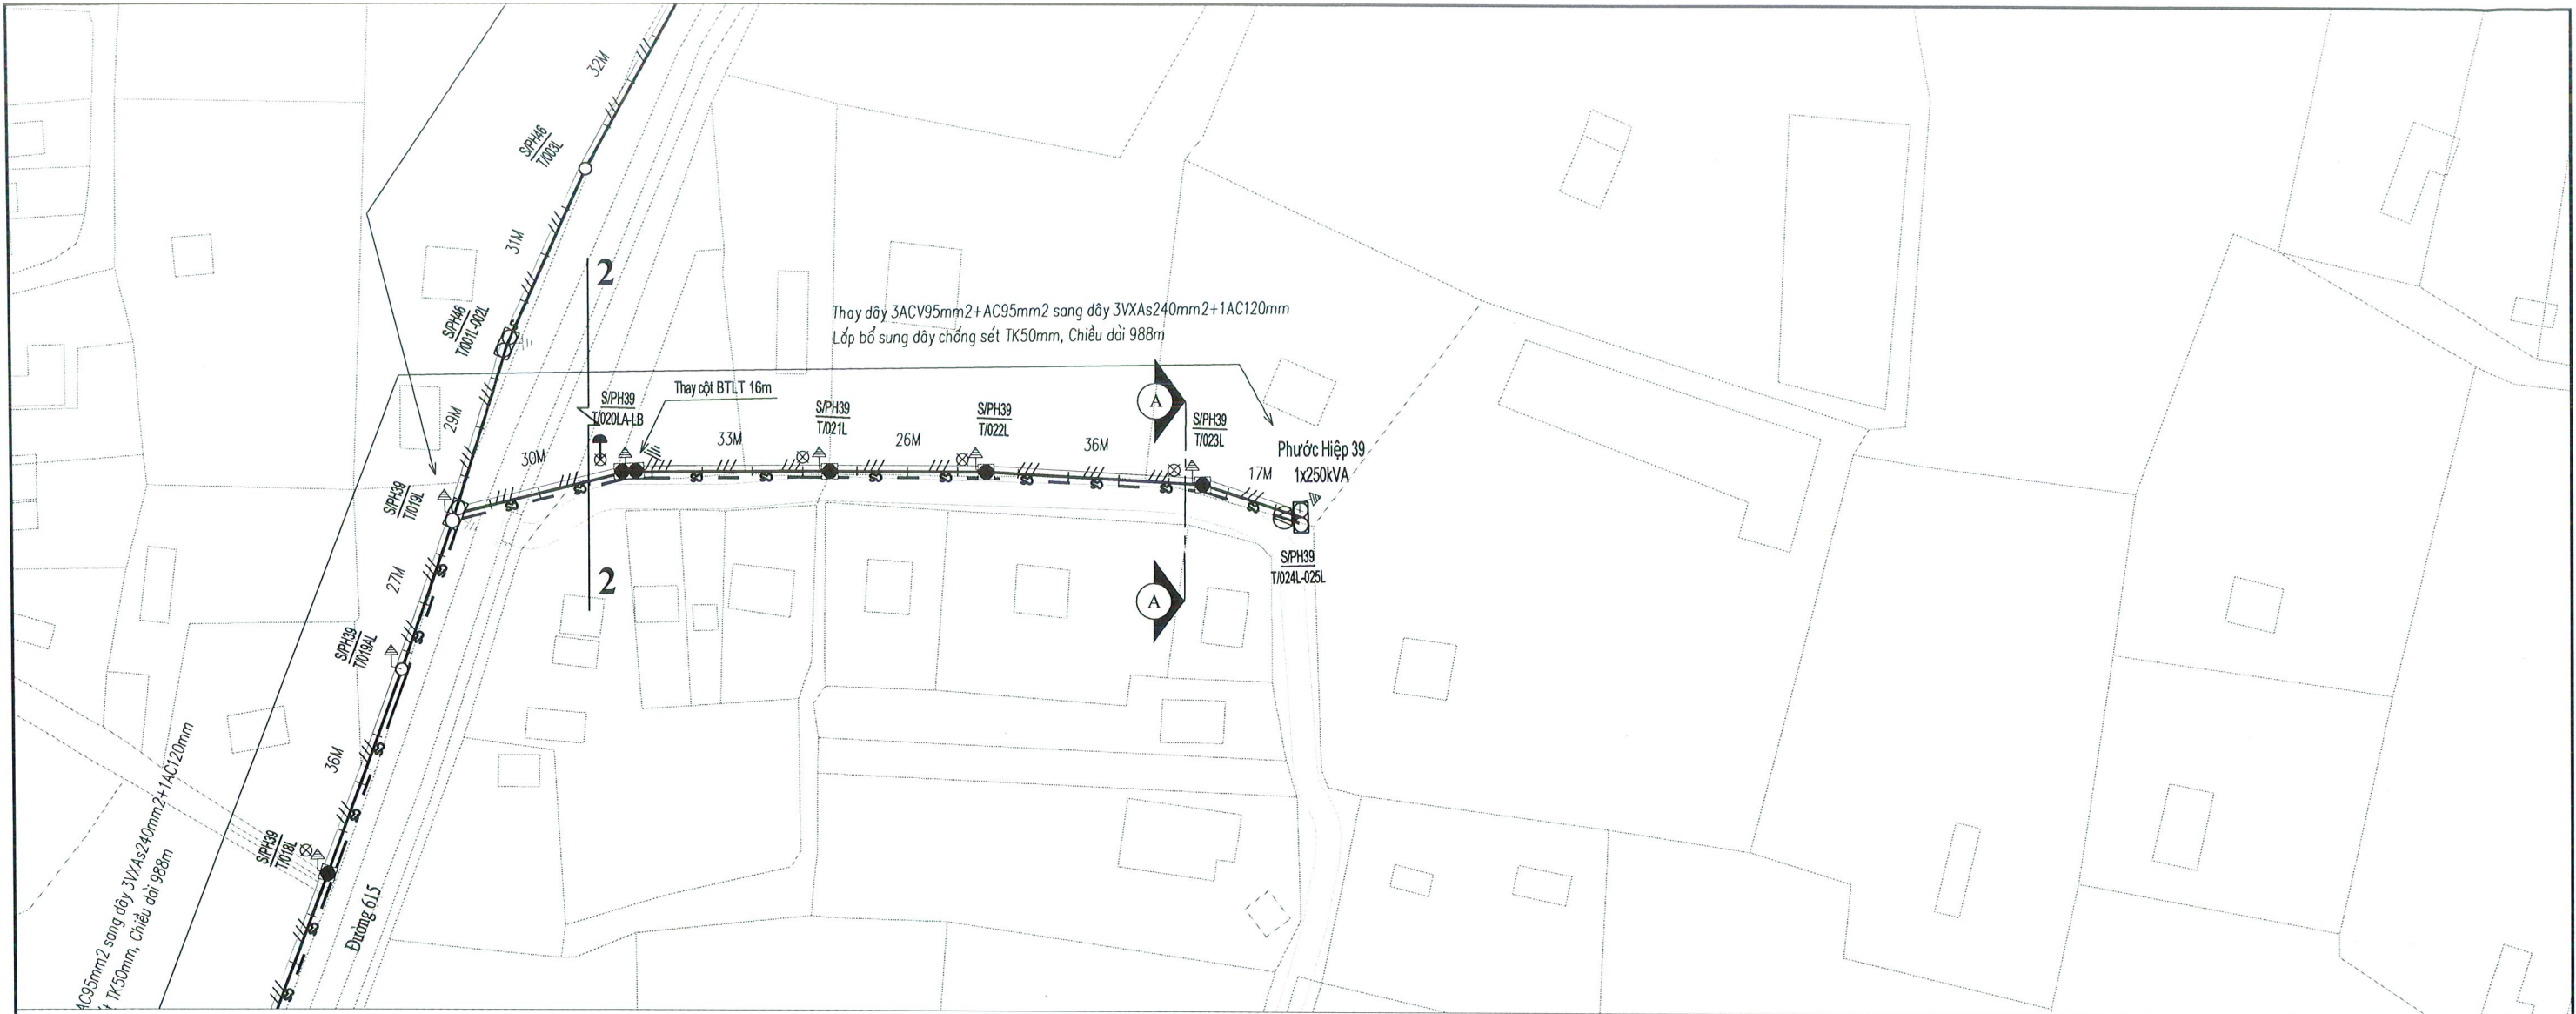 32M
S/PH46
T/003L
31M
2
S/PH46
T/001L-002L
Thay dây 3ACV95mm2+AC95mm2 sang dây 3VXAs240mm2+1AC120mm
Lắp bổ sung dây chống sét TK50mm, Chiều dài 988m
Thay cột BTLT 16m
S/PH39
T/020LA-LB
S/PH39
T/021L
S/PH39
T/022L
A
S/PH39
T/023L
29M
30M
33M
26M
36M
17M
Phước Hiệp 39
1x250kVA
S/PH39
T/019L
S/PH39
T/024L-025L
27M
2
A
S/PH39
T/019AL
36M
S/PH39
T/018L
AC95mm2 sang dây 3VXAs240mm2+1AC120mm
t TK50mm, Chiều dài 988m
Đường 615